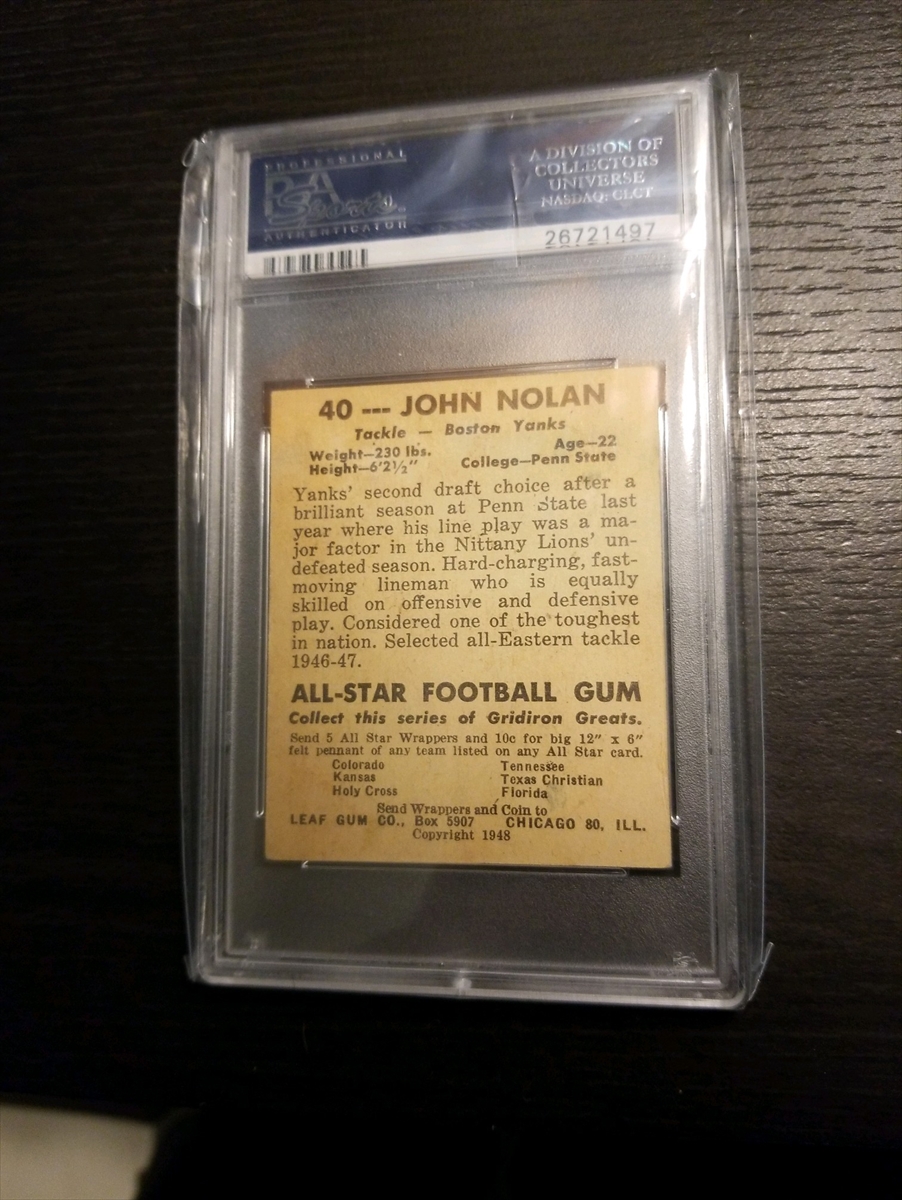 PROFESSIONAL
PSA
Sports
AUTHENTICATOR
A DIVISION OF
COLLECTORS
UNIVERSE
NASDAQ: CLCT
26721497
40 --- JOHN NOLAN
Tackle — Boston Yanks
Weight—230 lbs. Age—22
Height—6'2½" College—Penn State
Yanks' second draft choice after a
brilliant season at Penn State last
year where his line play was a ma-
jor factor in the Nittany Lions' un-
defeated season. Hard-charging, fast-
moving lineman who is equally
skilled on offensive and defensive
play. Considered one of the toughest
in nation. Selected all-Eastern tackle
1946-47.
ALL-STAR FOOTBALL GUM
Collect this series of Gridiron Greats.
Send 5 All Star Wrappers and 10c for big 12" x 6"
felt pennant of any team listed on any All Star card.
Colorado Tennessee
Kansas Texas Christian
Holy Cross Florida
Send Wrappers and Coin to
LEAF GUM CO., Box 5907 CHICAGO 80, ILL.
Copyright 1948